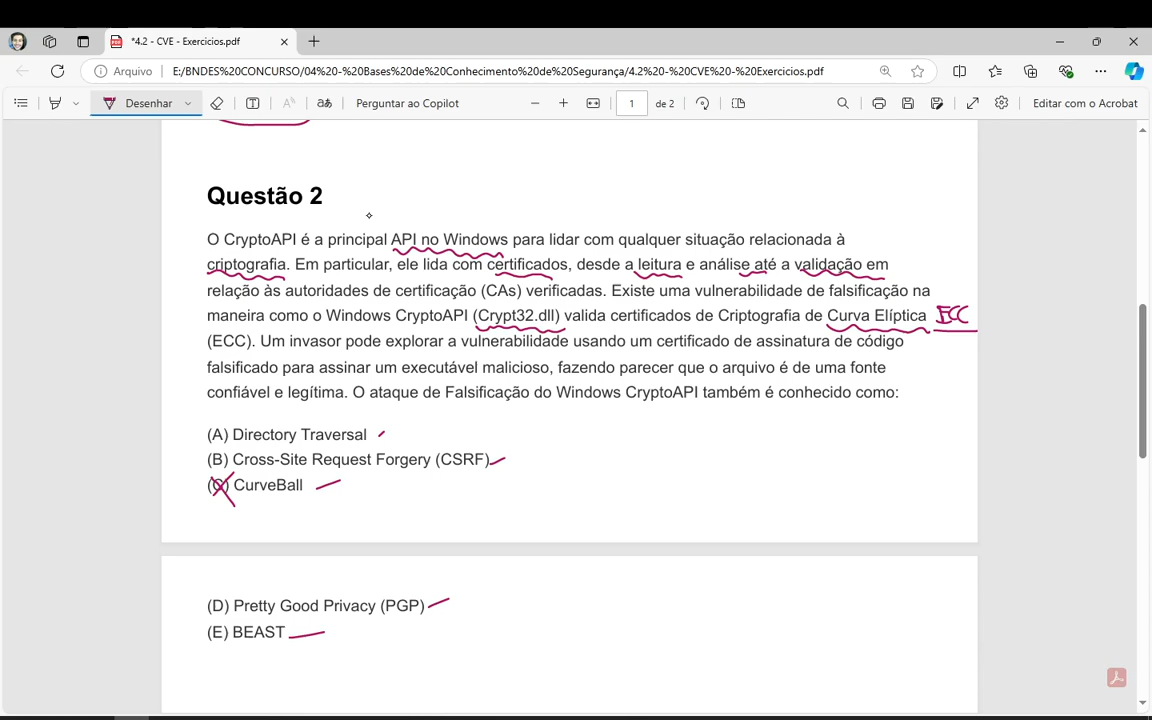 *4.2 - CVE - Exercicios.pdf
Arquivo E:/BNDES%20CONCURSO/04%20-%20Bases%20de%20Conhecimento%20de%20Segurança/4.2%20-%20CVE%20-%20Exercicios.pdf
Desenhar Perguntar ao Copilot 1 de 2 Editar com o Acrobat
Questão 2
O CryptoAPI é a principal API no Windows para lidar com qualquer situação relacionada à
criptografia. Em particular, ele lida com certificados, desde a leitura e análise até a validação em
relação às autoridades de certificação (CAs) verificadas. Existe uma vulnerabilidade de falsificação na
maneira como o Windows CryptoAPI (Crypt32.dll) valida certificados de Criptografia de Curva Elíptica ECC
(ECC). Um invasor pode explorar a vulnerabilidade usando um certificado de assinatura de código
falsificado para assinar um executável malicioso, fazendo parecer que o arquivo é de uma fonte
confiável e legítima. O ataque de Falsificação do Windows CryptoAPI também é conhecido como:
(A) Directory Traversal
(B) Cross-Site Request Forgery (CSRF)
(C) CurveBall
(D) Pretty Good Privacy (PGP)
(E) BEAST